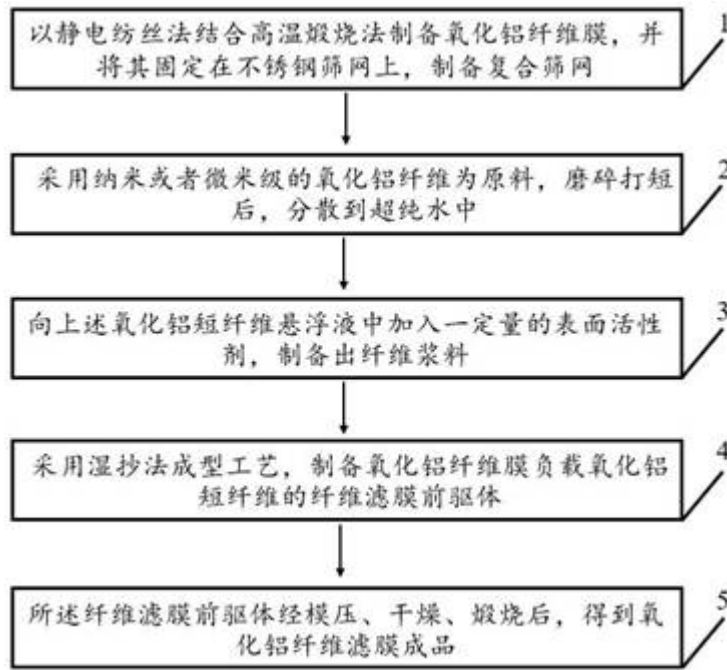 以静电纺丝法结合高温煅烧法制备氧化铝纤维膜，并
将其固定在不锈钢筛网上，制备复合筛网
1
采用纳米或者微米级的氧化铝纤维为原料，磨碎打短
后，分散到超纯水中
2
向上述氧化铝短纤维悬浮液中加入一定量的表面活性
剂，制备出纤维浆料
3
采用湿抄法成型工艺，制备氧化铝纤维膜负载氧化铝
短纤维的纤维滤膜前驱体
4
所述纤维滤膜前驱体经模压、干燥、煅烧后，得到氧
化铝纤维滤膜成品
5